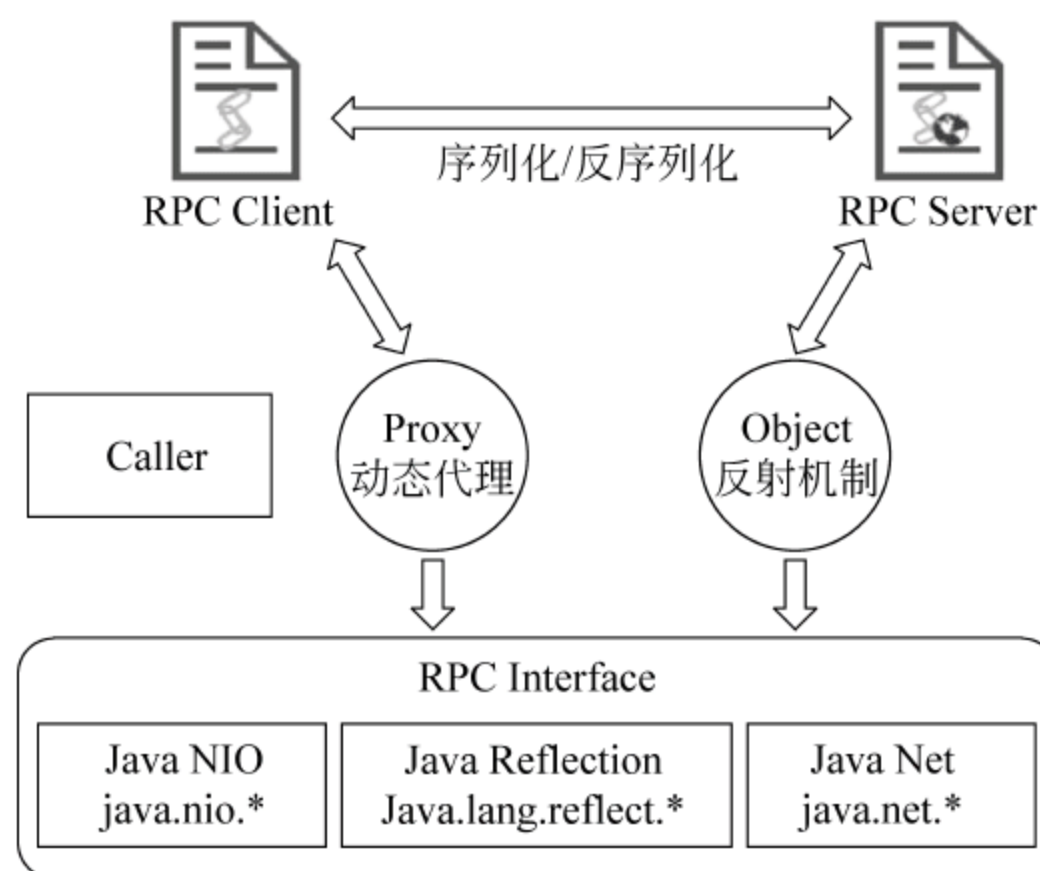 序列化/反序列化
RPC Client
RPC Server
Caller
Proxy
动态代理
Object
反射机制
RPC Interface
Java NIO
java.nio.*
Java Reflection
Java.lang.reflect.*
Java Net
java.net.*